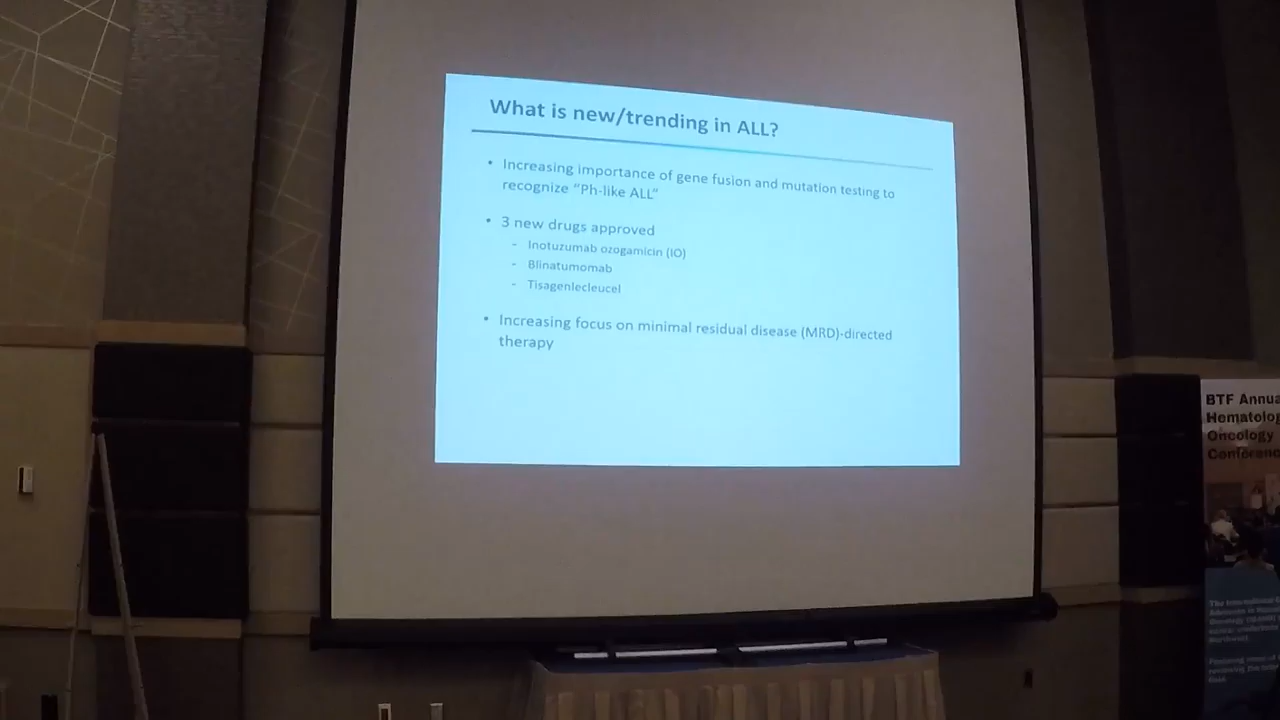 What is new/trending in ALL?
• Increasing importance of gene fusion and mutation testing to
recognize "Ph-like ALL"
• 3 new drugs approved
- Inotuzumab ozogamicin (IO)
- Blinatumomab
- Tisagenlecleucel
• Increasing focus on minimal residual disease (MRD)-directed
therapy
BTF Annua
Hematolog
Oncology
Conferenc